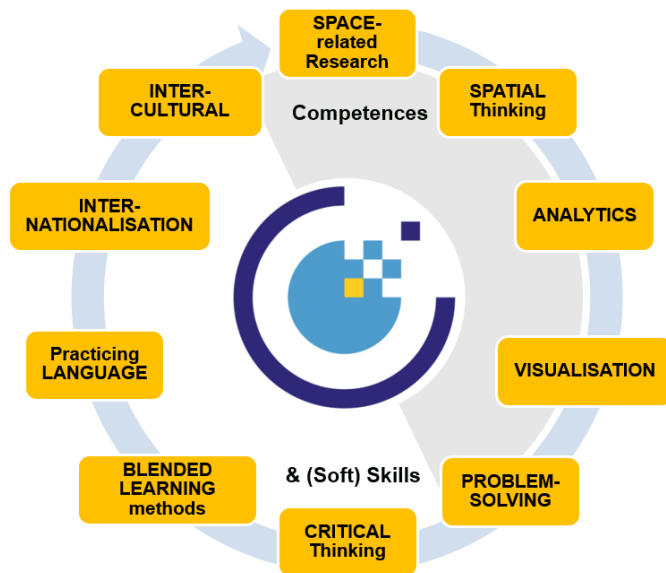 SPACE-
related
Research
Competences
SPATIAL
Thinking
ANALYTICS
VISUALISATION
PROBLEM-
SOLVING
& (Soft) Skills
CRITICAL
Thinking
BLENDED
LEARNING
methods
Practicing
LANGUAGE
INTER-
NATIONALISATION
INTER-
CULTURAL